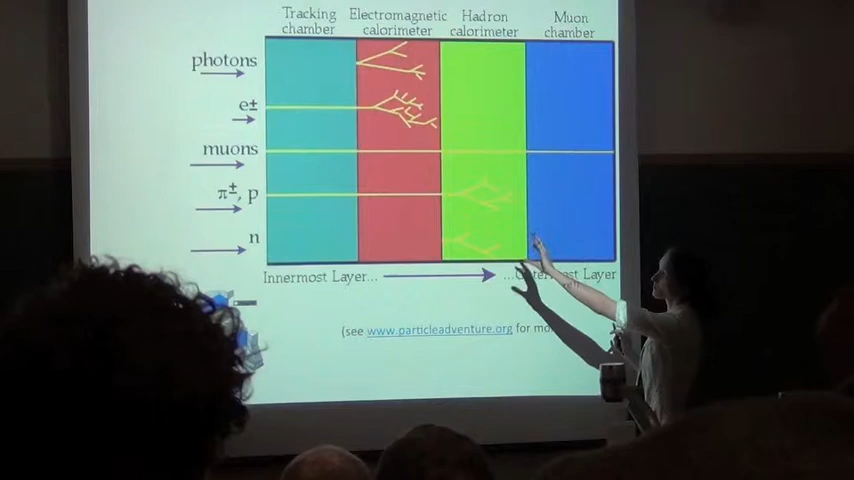 Tracking Electromagnetic Hadron Muon
chamber calorimeter calorimeter chamber
photons
e±
muons
π±, p
n
Innermost Layer... ...Outermost Layer
(see www.particleadventure.org for mo